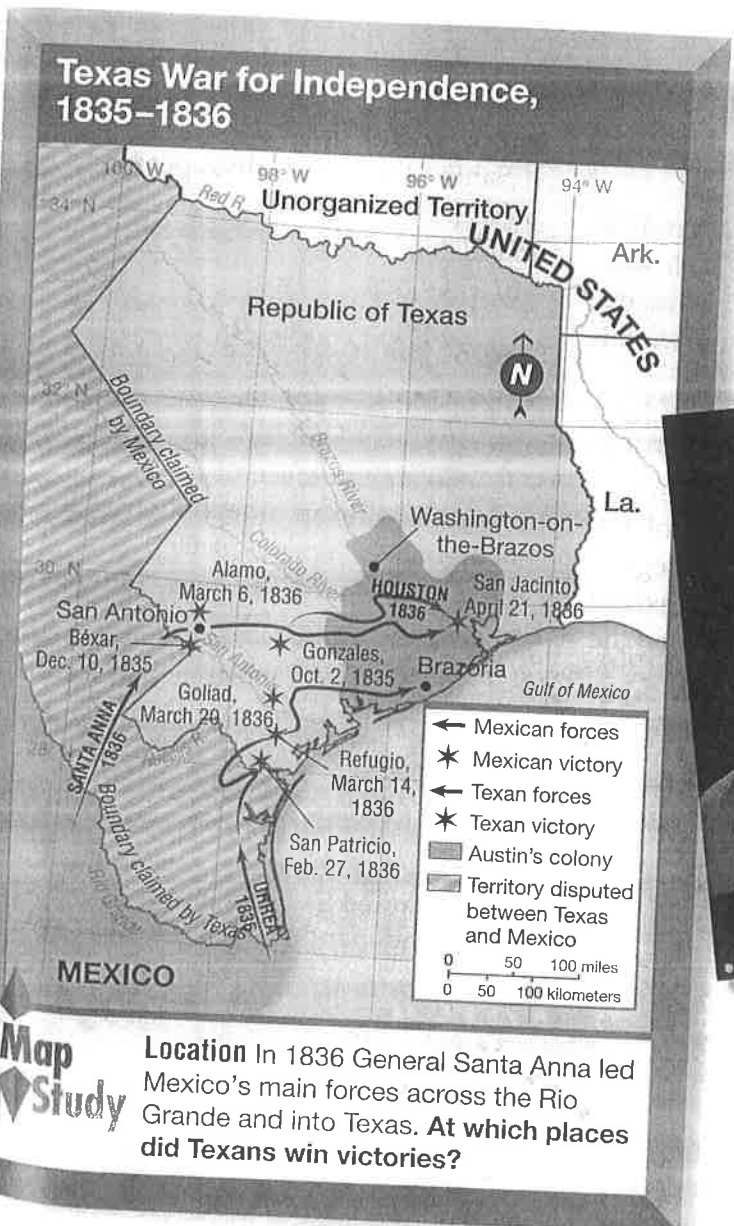 Texas War for Independence,
1835–1836
100° W
98° W
96° W
94° W
34° N
Red R.
Unorganized Territory
UNITED STATES
Ark.
Republic of Texas
N
32° N
Boundary claimed
by Mexico
Brazos River
La.
Washington-on-
the-Brazos
Colorado River
30° N
Alamo,
March 6, 1836
HOUSTON
1836
San Jacinto,
April 21, 1836
San Antonio
Béxar,
Dec. 10, 1835
San Antonio
Gonzales,
Oct. 2, 1835
Brazoria
Goliad,
March 20, 1836
Gulf of Mexico
SANTA ANNA
1836
28°
Refugio,
March 14,
1836
San Patricio,
Feb. 27, 1836
Boundary claimed by Texas
Rio Grande
URREA
1836
MEXICO
Mexican forces
Mexican victory
Texan forces
Texan victory
Austin's colony
Territory disputed
between Texas
and Mexico
0 50 100 miles
0 50 100 kilometers
Map
Study
Location In 1836 General Santa Anna led
Mexico's main forces across the Rio
Grande and into Texas. At which places
did Texans win victories?